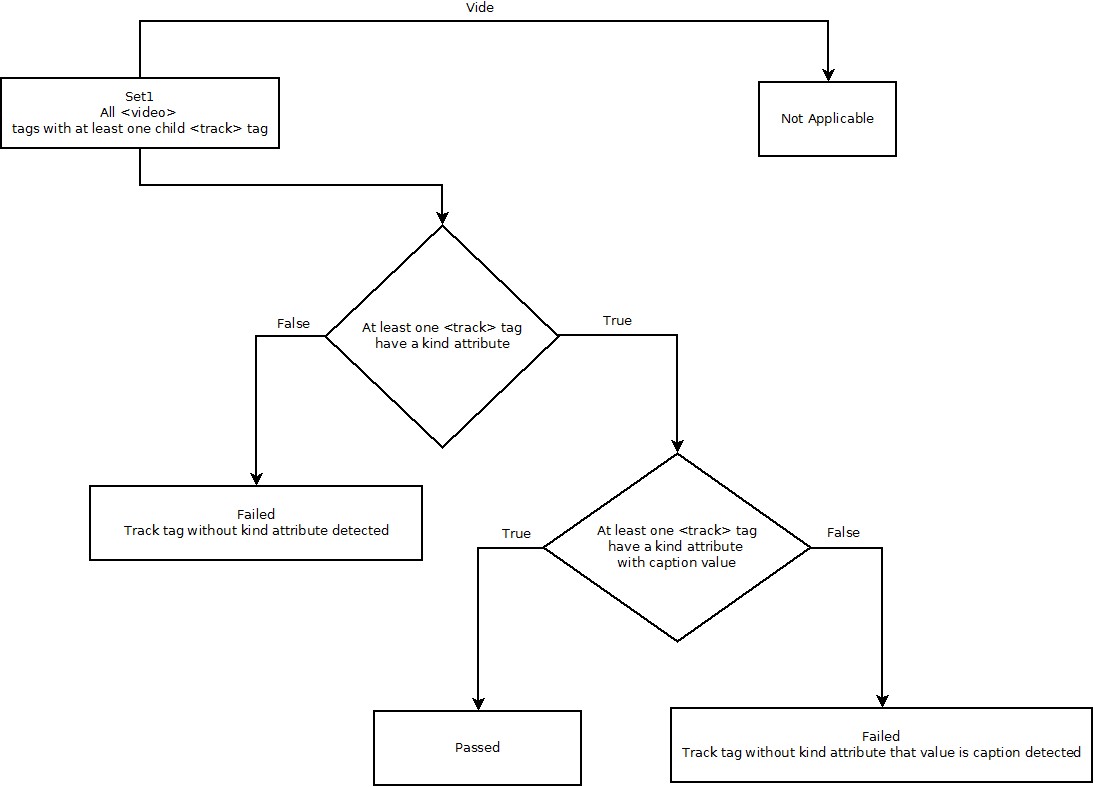 Vide
Set1
All <video>
tags with at least one child <track> tag
Not Applicable
At least one <track> tag
have a kind attribute
False
True
Failed
Track tag without kind attribute detected
At least one <track> tag
have a kind attribute
with caption value
True
False
Passed
Failed
Track tag without kind attribute that value is caption detected